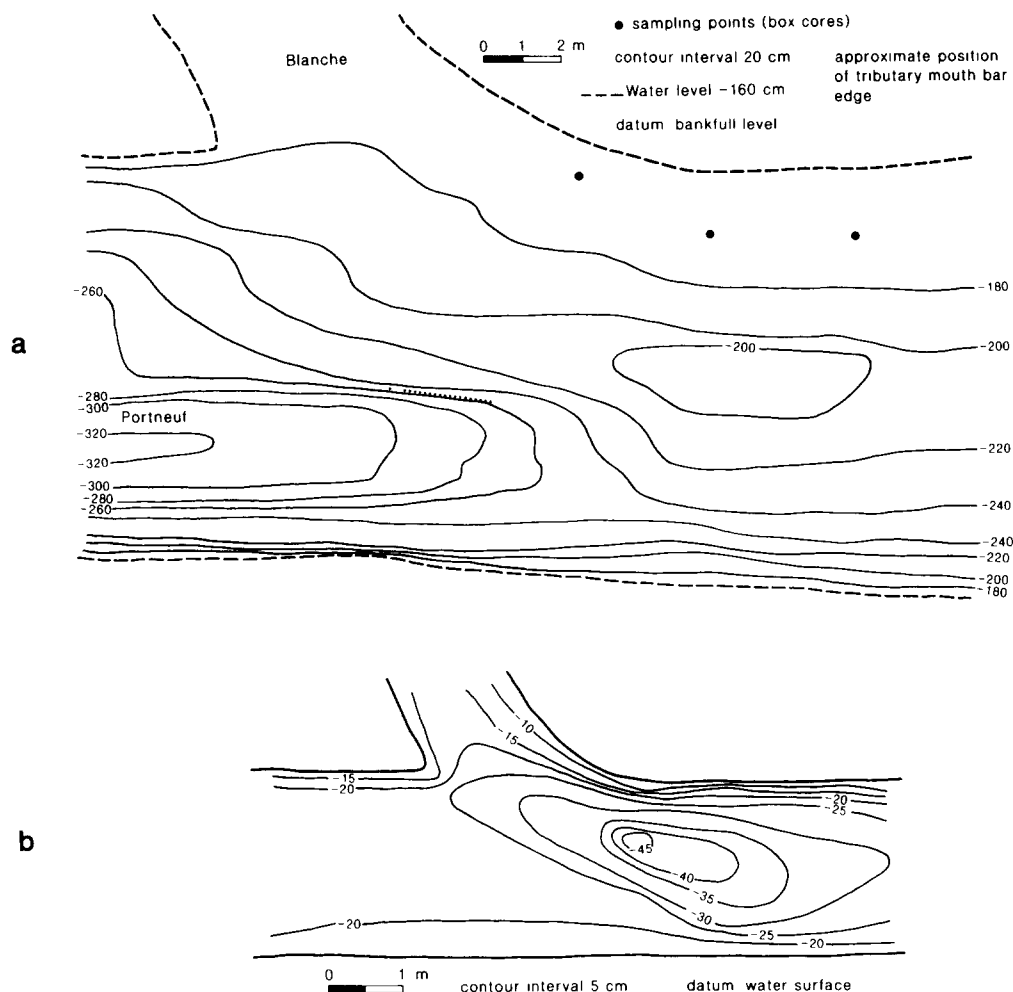 Blanche
0 1 2 m
● sampling points (box cores)
contour interval 20 cm
Water level -160 cm
datum bankfull level
approximate position
of tributary mouth bar
edge
a
-260
-280
-300
Portneuf
-320
-320
-300
-280
-260
-200
-180
-200
-220
-240
-240
-220
-200
-180
b
-10
-15
-15
-20
-20
-25
-45
-40
-35
-30
-25
-20
-20
0 1 m
contour interval 5 cm
datum water surface